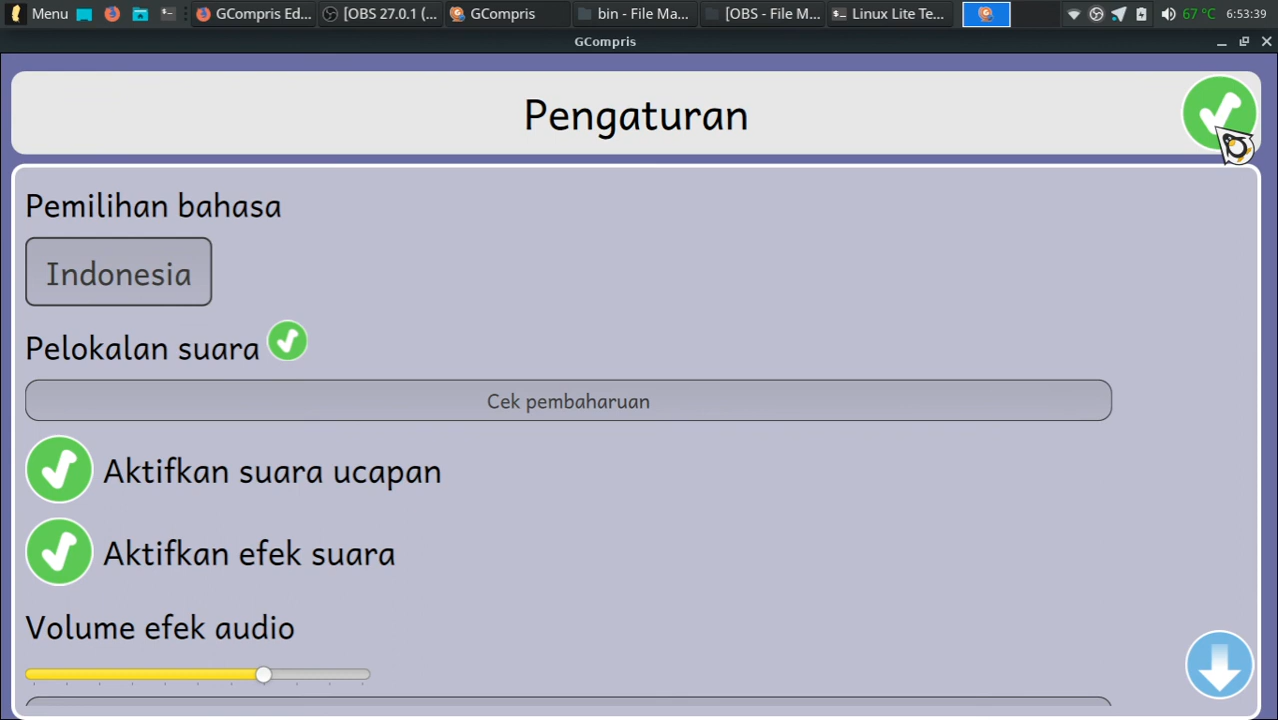 Menu GCompris Ed... [OBS 27.0.1 (... GCompris bin - File Ma... [OBS - File M... Linux Lite Te... 67 °C 6:53:39
GCompris
Pengaturan
Pemilihan bahasa
Indonesia
Pelokalan suara
Cek pembaharuan
Aktifkan suara ucapan
Aktifkan efek suara
Volume efek audio